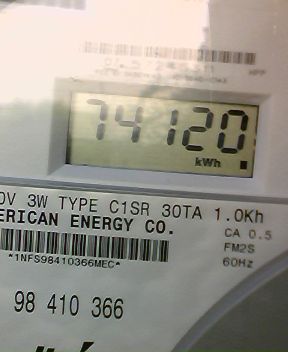 74120
kWh
0V 3W TYPE C1SR 30TA 1.0Kh
ERICAN ENERGY CO.
CA 0.5
FM2S
60Hz
*1NFS98410366MEC*
98 410 366